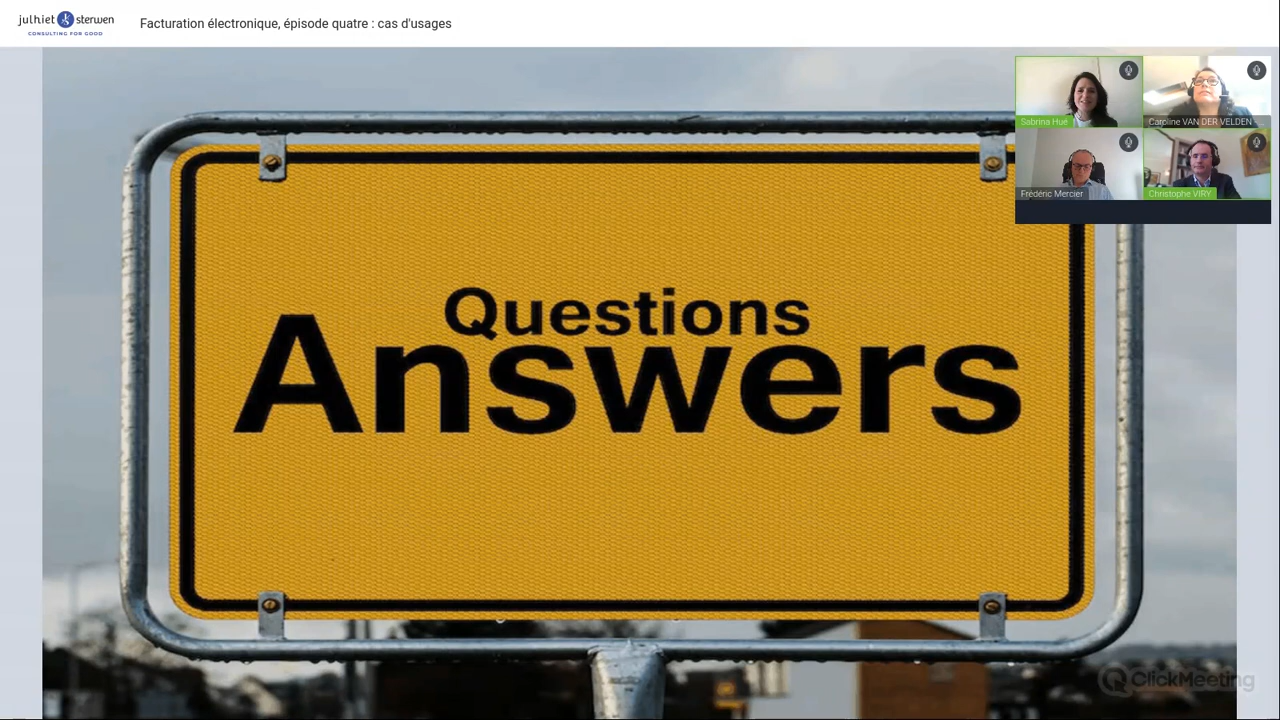 julhiet sterwen
CONSULTING FOR GOOD
Facturation électronique, épisode quatre : cas d'usages
Sabrina Hué
Caroline VAN DER VELDEN -...
Frédéric Mercier
Christophe VIRY
Questions
Answers
ClickMeeting